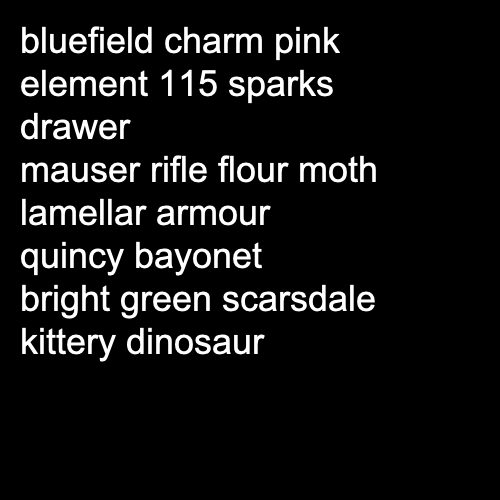 bluefield charm pink
element 115 sparks
drawer
mauser rifle flour moth
lamellar armour
quincy bayonet
bright green scarsdale
kittery dinosaur